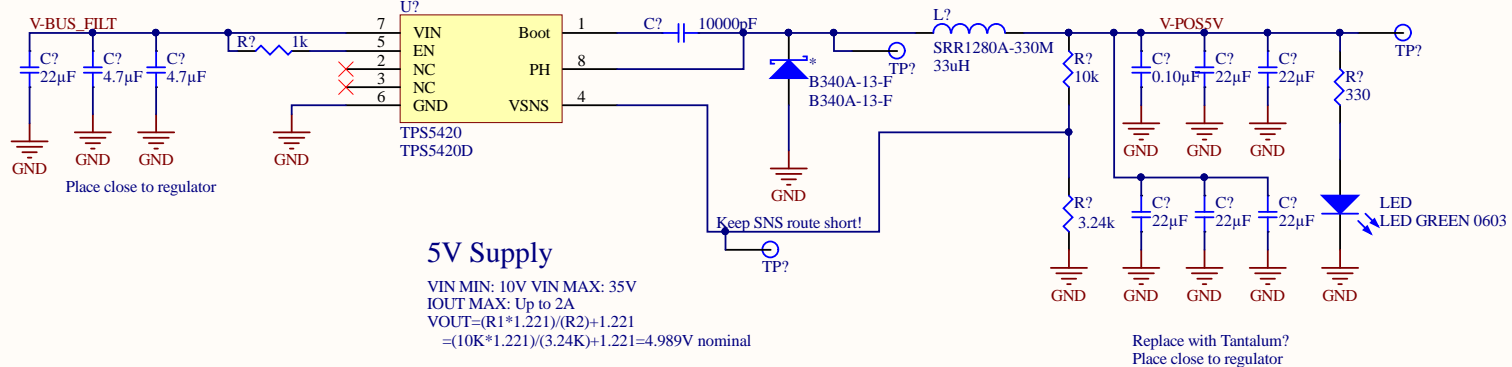 V-BUS_FILT
C?
22µF
C?
4.7µF
C?
4.7µF
R?
1k
GND
GND
GND
GND
Place close to regulator
U?
7
VIN
5
EN
2
NC
3
NC
6
GND
Boot
1
PH
8
VSNS
4
TPS5420
TPS5420D
C?
10000pF
*
B340A-13-F
B340A-13-F
GND
TP?
L?
SRR1280A-330M
33uH
V-POS5V
TP?
R?
10k
C?
0.10µF
C?
22µF
C?
22µF
R?
330
GND
GND
GND
R?
3.24k
C?
22µF
C?
22µF
C?
22µF
LED
LED GREEN 0603
GND
GND
GND
GND
GND
Keep SNS route short!
TP?
5V Supply
VIN MIN: 10V VIN MAX: 35V
IOUT MAX: Up to 2A
VOUT=(R1*1.221)/(R2)+1.221
=(10K*1.221)/(3.24K)+1.221=4.989V nominal
Replace with Tantalum?
Place close to regulator